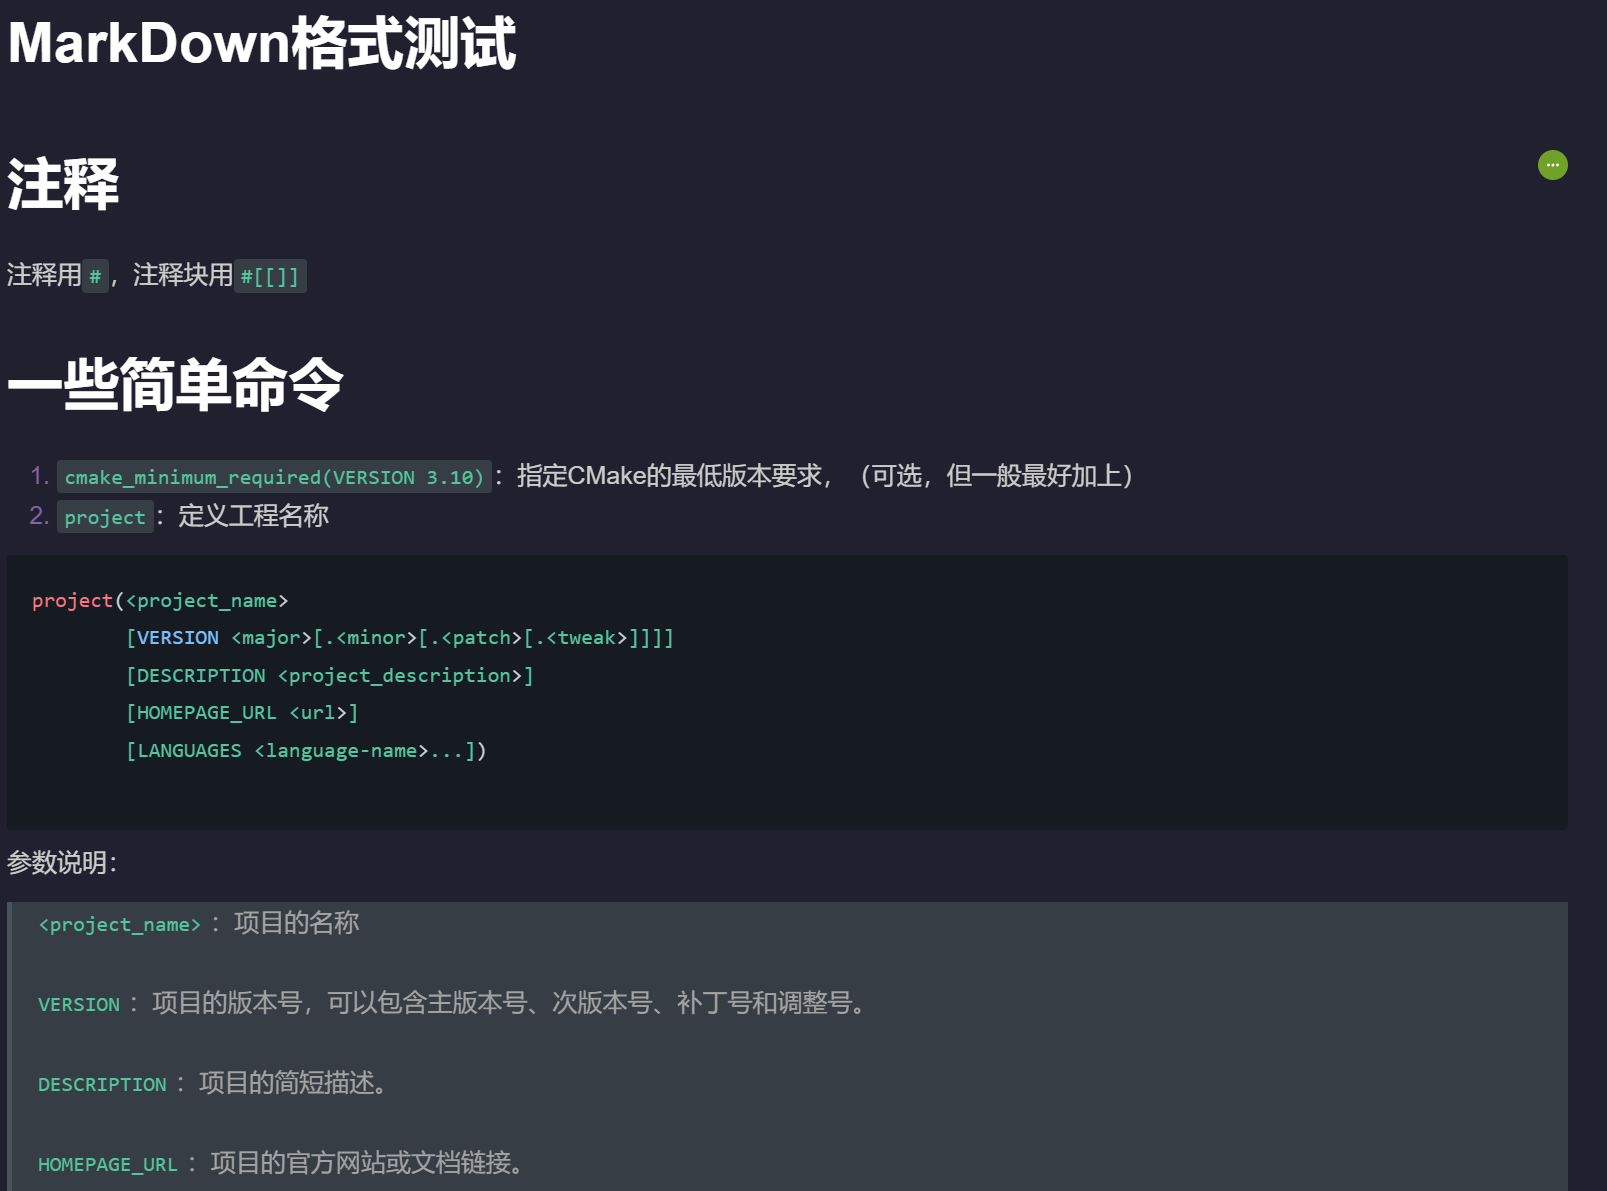 MarkDown格式测试
注释
注释用 # ，注释块用 #[[]]
一些简单命令
1. cmake_minimum_required(VERSION 3.10) ：指定CMake的最低版本要求，（可选，但一般最好加上）
2. project ：定义工程名称
project(<project_name>
        [VERSION <major>[.<minor>[.<patch>[.<tweak>]]]]
        [DESCRIPTION <project_description>]
        [HOMEPAGE_URL <url>]
        [LANGUAGES <language-name>...])
参数说明：
<project_name> ：项目的名称
VERSION ：项目的版本号，可以包含主版本号、次版本号、补丁号和调整号。
DESCRIPTION ：项目的简短描述。
HOMEPAGE_URL ：项目的官方网站或文档链接。